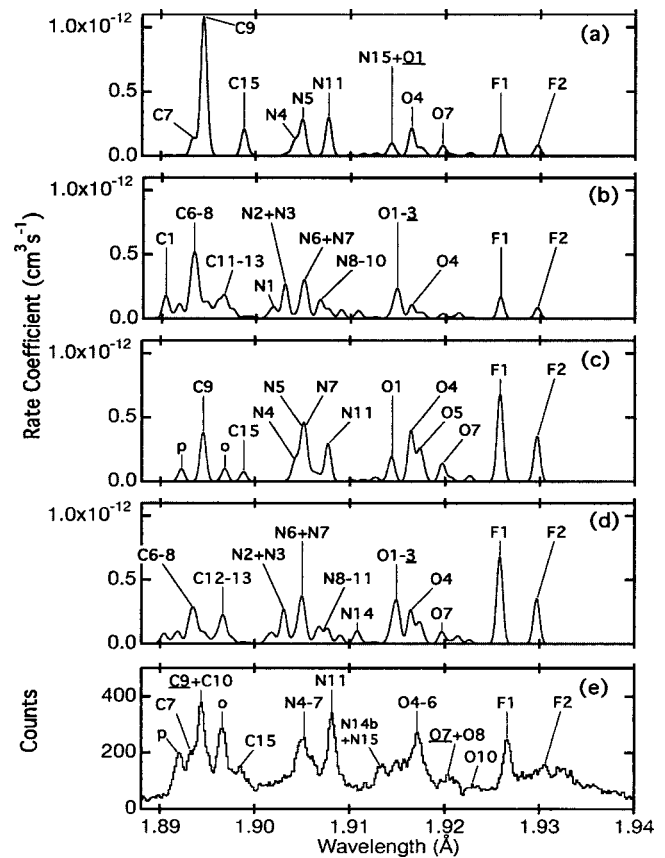 1.0x10-12
C9
(a)
N15+O1
0.5
C7
C15
N4
N5
N11
O4
O7
F1
F2
0.0
1.0x10-12
(b)
C6-8
N2+N3
N6+N7
O1-3
0.5
C1
C11-13
N1
N8-10
O4
F1
F2
0.0
Rate Coefficient (cm3s-1)
1.0x10-12
(c)
F1
C9
N5
N7
O4
F2
0.5
p
o
C15
N4
N11
O1
O5
O7
0.0
1.0x10-12
(d)
N6+N7
F1
C6-8
N2+N3
O1-3
F2
0.5
C12-13
N8-11
O4
N14
O7
0.0
C9+C10
(e)
400
C7
o
N4-7
N11
O4-6
F1
F2
p
N14b
+N15
O7+O8
200
C15
O10
0
Counts
1.89
1.90
1.91
1.92
1.93
1.94
Wavelength (Å)